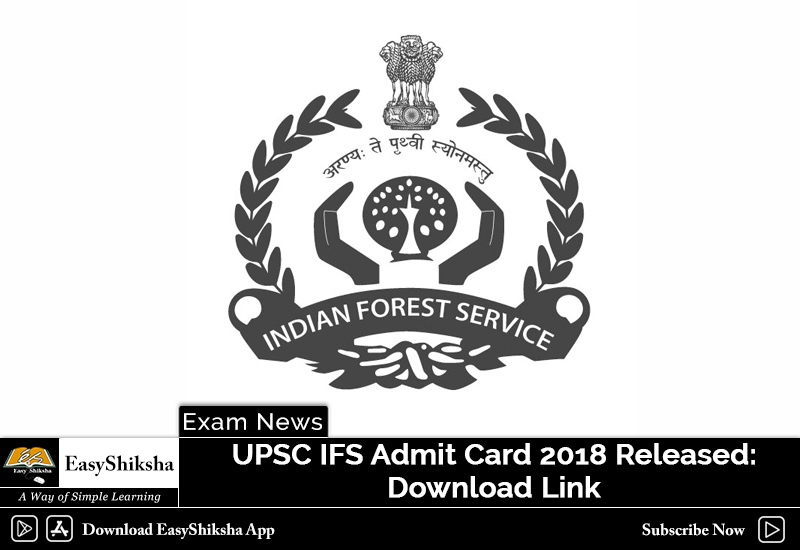 अरण्यः ते पृथ्वी स्योनमस्तु
INDIAN FOREST SERVICE
Exam News
Easy Shiksha
EasyShiksha
A Way of Simple Learning
UPSC IFS Admit Card 2018 Released:
Download Link
Download EasyShiksha App
Subscribe Now